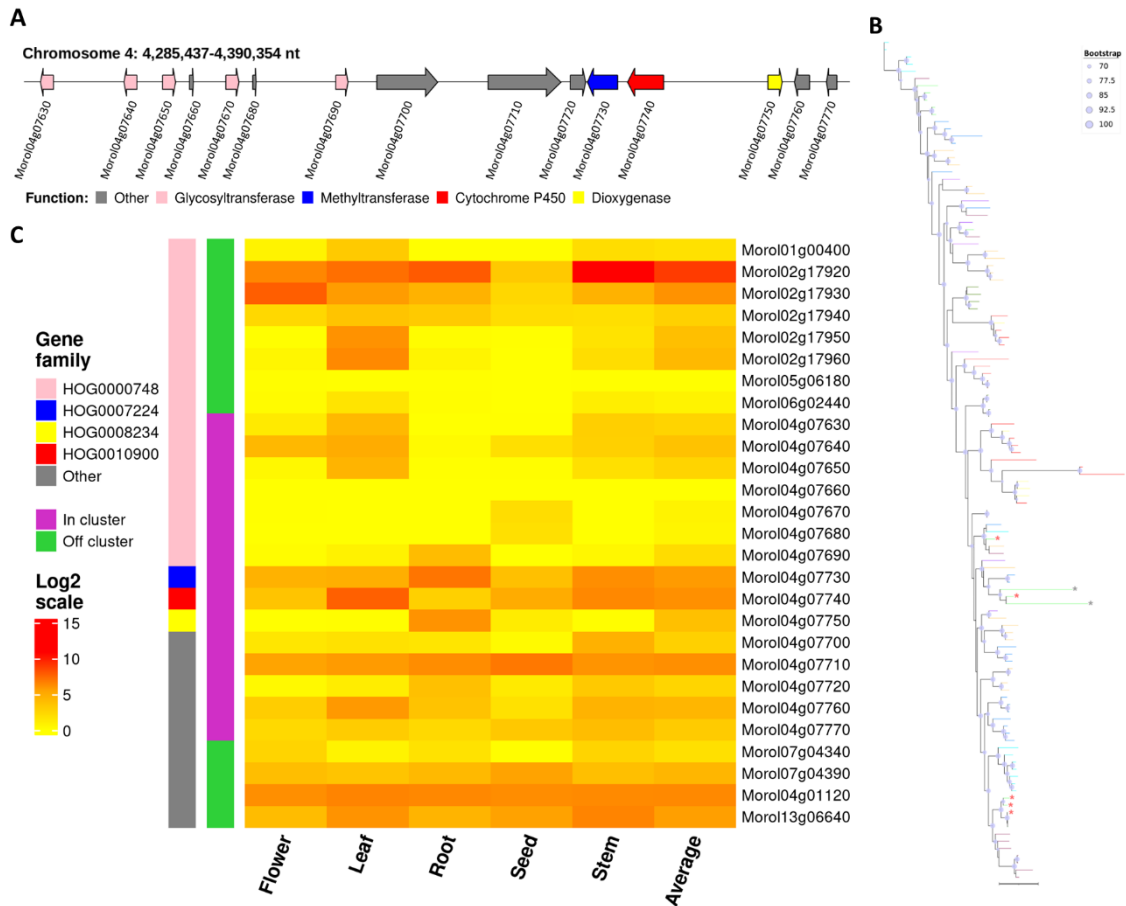 A
Chromosome 4: 4,285,437-4,390,354 nt
Morol04g07630
Morol04g07640
Morol04g07650
Morol04g07660
Morol04g07670
Morol04g07680
Morol04g07690
Morol04g07700
Morol04g07710
Morol04g07720
Morol04g07730
Morol04g07740
Morol04g07750
Morol04g07760
Morol04g07770
Function: Other Glycosyltransferase Methyltransferase Cytochrome P450 Dioxygenase
B
Bootstrap
70
77.5
85
92.5
100
*
*
*
*
*
*
*
C
Gene
family
HOG0000748
HOG0007224
HOG0008234
HOG0010900
Other
In cluster
Off cluster
Log2
scale
15
10
5
0
Morol01g00400
Morol02g17920
Morol02g17930
Morol02g17940
Morol02g17950
Morol02g17960
Morol05g06180
Morol06g02440
Morol04g07630
Morol04g07640
Morol04g07650
Morol04g07660
Morol04g07670
Morol04g07680
Morol04g07690
Morol04g07730
Morol04g07740
Morol04g07750
Morol04g07700
Morol04g07710
Morol04g07720
Morol04g07760
Morol04g07770
Morol07g04340
Morol07g04390
Morol04g01120
Morol13g06640
Flower
Leaf
Root
Seed
Stem
Average